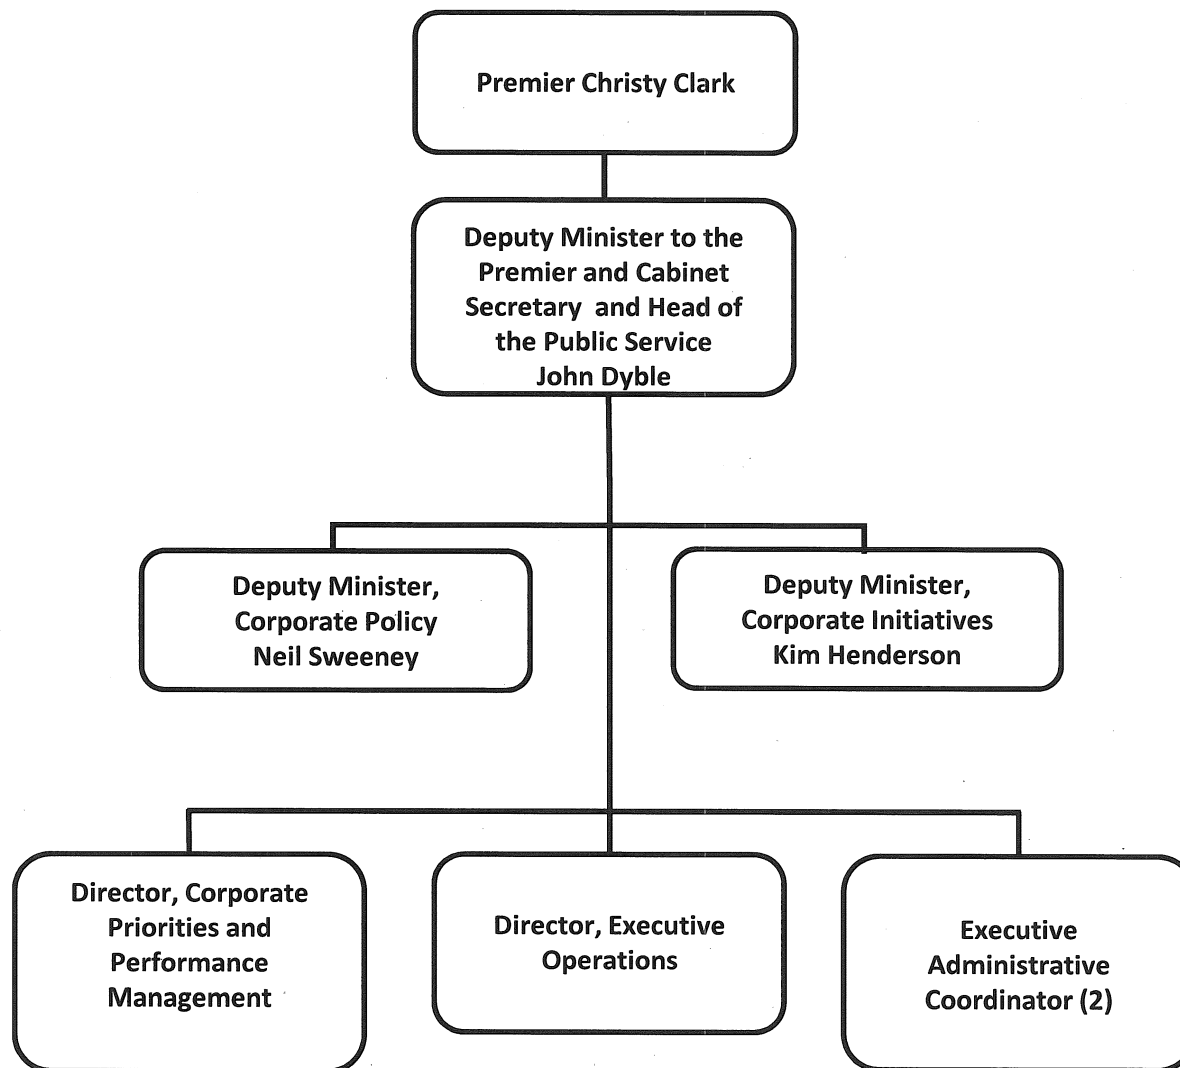 Premier Christy Clark
Deputy Minister to the
Premier and Cabinet
Secretary  and Head of
the Public Service
John Dyble
Deputy Minister,
Corporate Policy
Neil Sweeney
Deputy Minister,
Corporate Initiatives
Kim Henderson
Director, Corporate
Priorities and
Performance
Management
Director, Executive
Operations
Executive
Administrative
Coordinator (2)